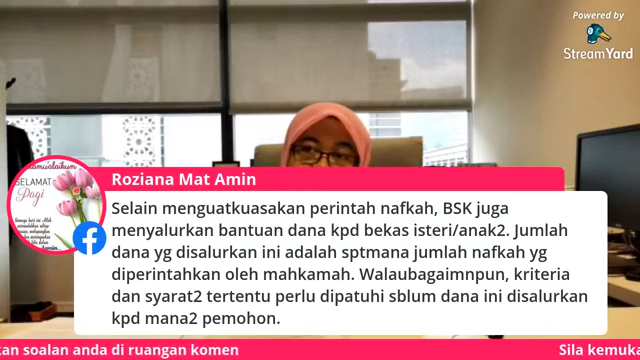 Powered by
StreamYard
Roziana Mat Amin
SELAMAT
Pagi
Selain menguatkuasakan perintah nafkah, BSK juga
menyalurkan bantuan dana kpd bekas isteri/anak2. Jumlah
dana yg disalurkan ini adalah sptmana jumlah nafkah yg
diperintahkan oleh mahkamah. Walaubagaimnpun, kriteria
dan syarat2 tertentu perlu dipatuhi sblum dana ini disalurkan
kpd mana2 pemohon.
kan soalan anda di ruangan komen
Sila kemuka